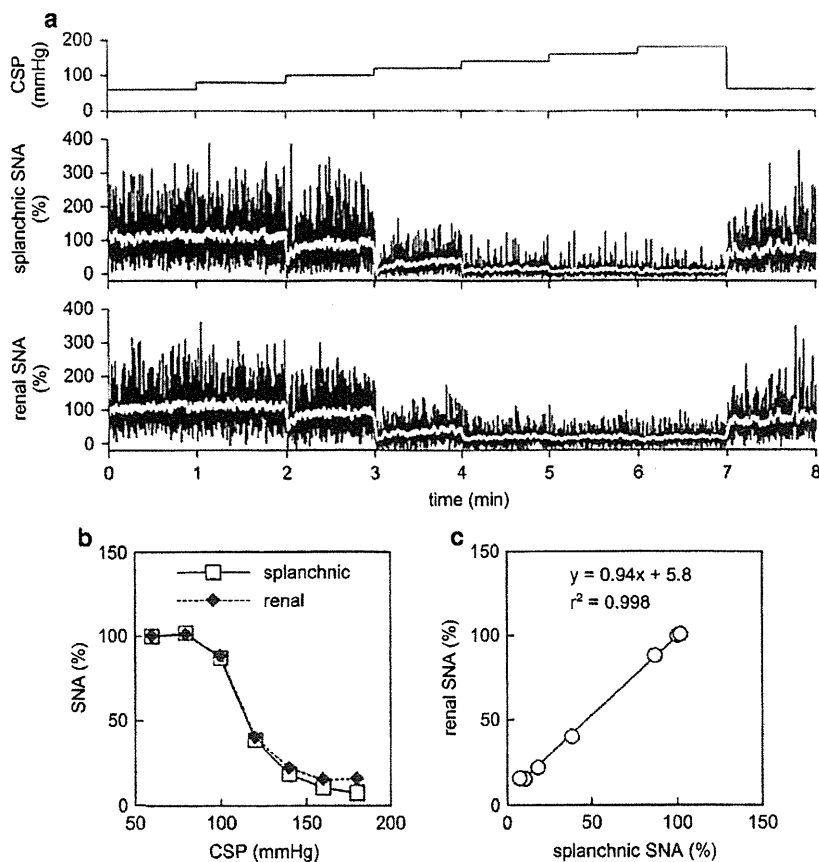 a
200
100
0
CSP
(mmHg)
400
300
200
100
0
splanchnic SNA
(%)
400
300
200
100
0
renal SNA
(%)
0 1 2 3 4 5 6 7 8
time (min)
b
150
100
50
0
SNA (%)
splanchnic
renal
0 100 200
CSP (mmHg)
c
150
100
50
0
renal SNA (%)
y = 0.94x + 5.8
r² = 0.998
0 50 100 150
splanchnic SNA (%)